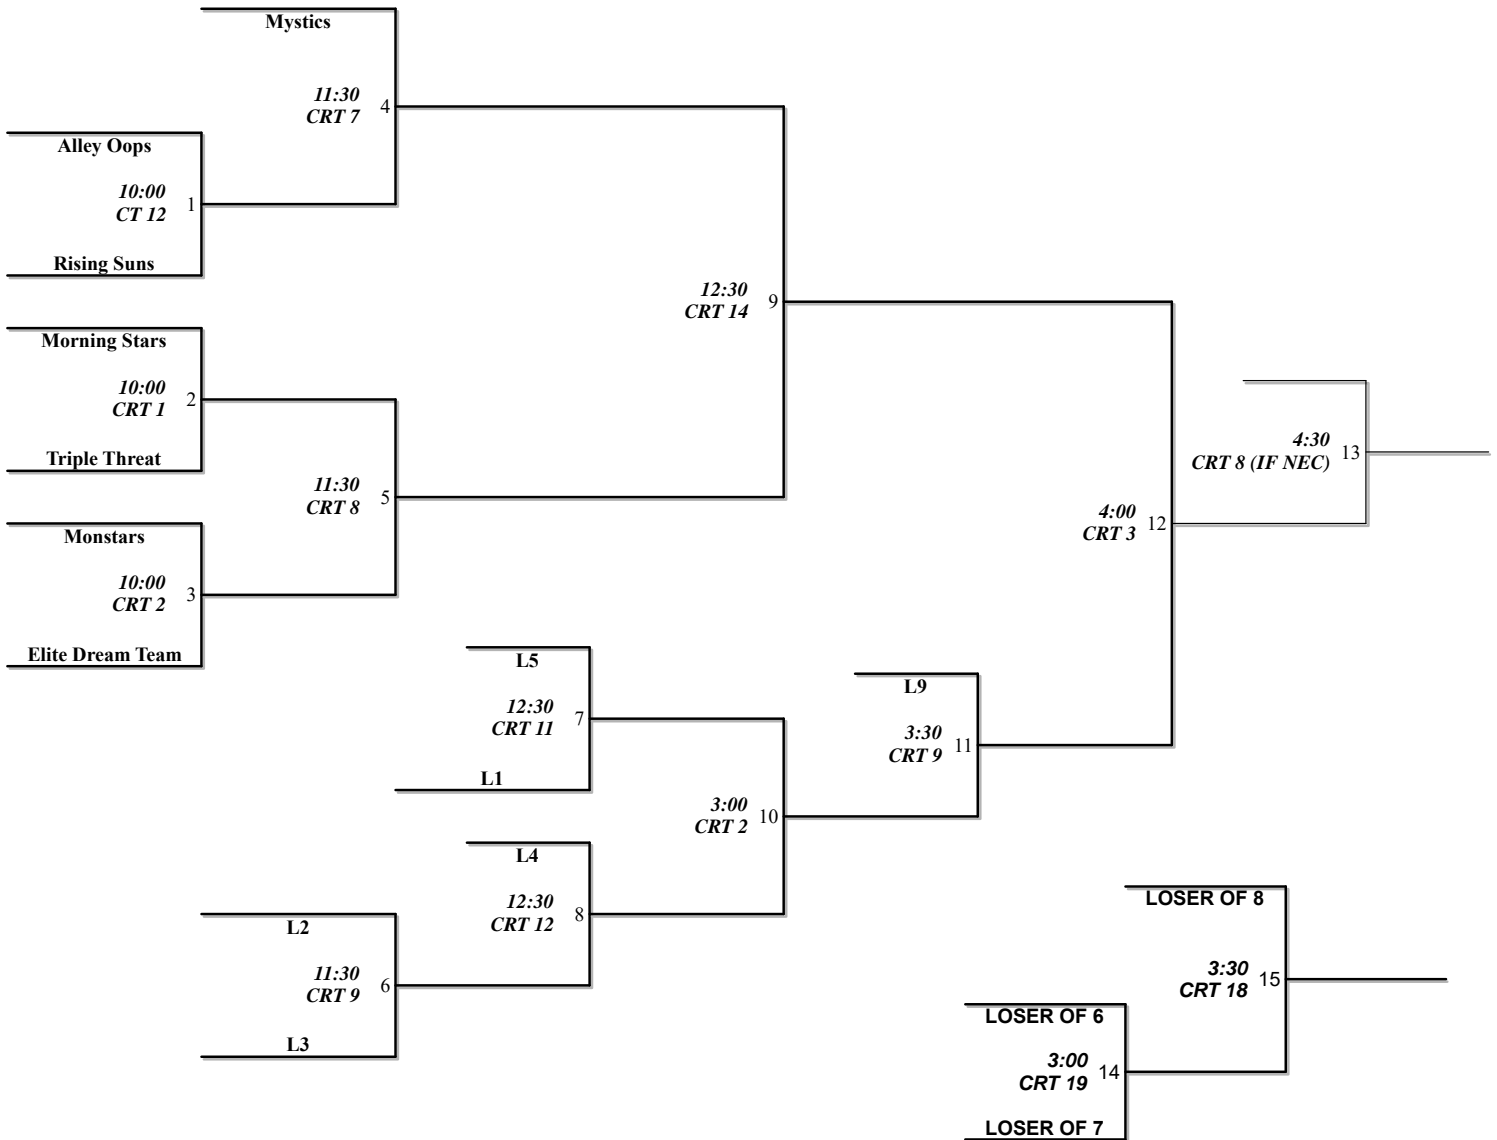 Mystics
11:30
CRT 7
4
Alley Oops
10:00
CT 12
1
Rising Suns
12:30
CRT 14
9
Morning Stars
10:00
CRT 1
2
Triple Threat
11:30
CRT 8
5
4:30
CRT 8 (IF NEC)
13
4:00
CRT 3
12
Monstars
10:00
CRT 2
3
Elite Dream Team
L5
12:30
CRT 11
7
L1
L9
3:30
CRT 9
11
3:00
CRT 2
10
L4
12:30
CRT 12
8
L2
11:30
CRT 9
6
L3
LOSER OF 8
3:30
CRT 18
15
LOSER OF 6
3:00
CRT 19
14
LOSER OF 7